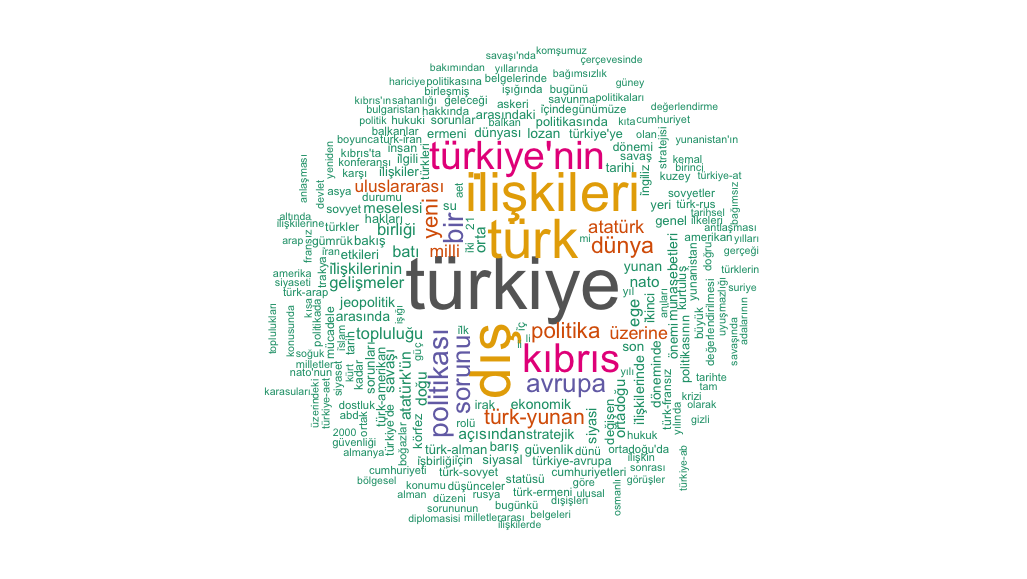 savaşı'nda komşumuz
çerçevesinde
bakımından yıllarında
hariciye politikasına belgelerinde bağımsızlık
birleşmiş ışığında bugünü güney
kıbrıs'ın sahanlığı geleceği askeri savunma politikaları
bulgaristan hakkında arasındaki içinde günümüze değerlendirme
politik hukuki sorunlar balkan politikasında kıta cumhuriyet
balkanlar ermeni dünyası lozan türkiye'ye olan
boyunca türk-iran türkiye'nin dönemi stratejisi yunanistan'ın
yeniden kıbrıs'ta insan türkleri savaş
anlaşması konferansı ilgili tarihi kemal
karşı ilişkiler ingiliz kuzey birinci türkiye-at
devlet asya uluslararası aet ilişkileri sovyetler bağımsız
durumu su yeri türk-rus
altında sovyet meselesi yeni bir 21 tarihsel
ilişkilerine hakları orta türk atatürk genel ilkeleri
türkler birliği mi antlaşması
arap gümrük bakış milli iki dünya amerikan yılları
iran etkileri batı münasebetleri doğru gerçeği
fransız trakya ilişkilerinin türkiye yunan yunanistan türklerin
amerika gelişmeler nato kurtuluş
siyaseti yıl anıları suriye
türk-arap jeopolitik ege ikinci
kısa politikada arasında ışığı iç önemi büyük uyuşmazlığı adalarının
toplulukları konusunda mücadele topluluğu ilk dış li politika üzerine
islam tarih politikası sorunu kıbrıs son döneminde politikasının değerlendirilmesi savaşında
soğuk sorunları güç
milletler siyaset kürt kadar savaşı
nato'nun türk-amerikan atatürk'ün doğu avrupa yılı ortadoğu ilişkilerinde tarihte
karasuları tam
üzerindeki türkiye-aet dostluk irak ekonomik türk-fransız krizi
abd- ortak türkiye'de rolü türk-yunan değişen yılında olarak
körfez siyasi gizli
2000 boğazlar açısından stratejik hukuk
güvenliği türk-alman barış güvenlik dünü ortadoğu'da
almanya işbirliği için siyasal türkiye-avrupa ilişkin türkiye-ab
cumhuriyeti türk-sovyet cumhuriyetleri sonrası
bölgesel statüsü göre görüşler
konumu düşünceler
alman rusya türk-ermeni ulusal osmanlı
düzeni dışişleri
sorununun bugünkü
diplomasisi milletlerarası belgeleri
ilişkilerde